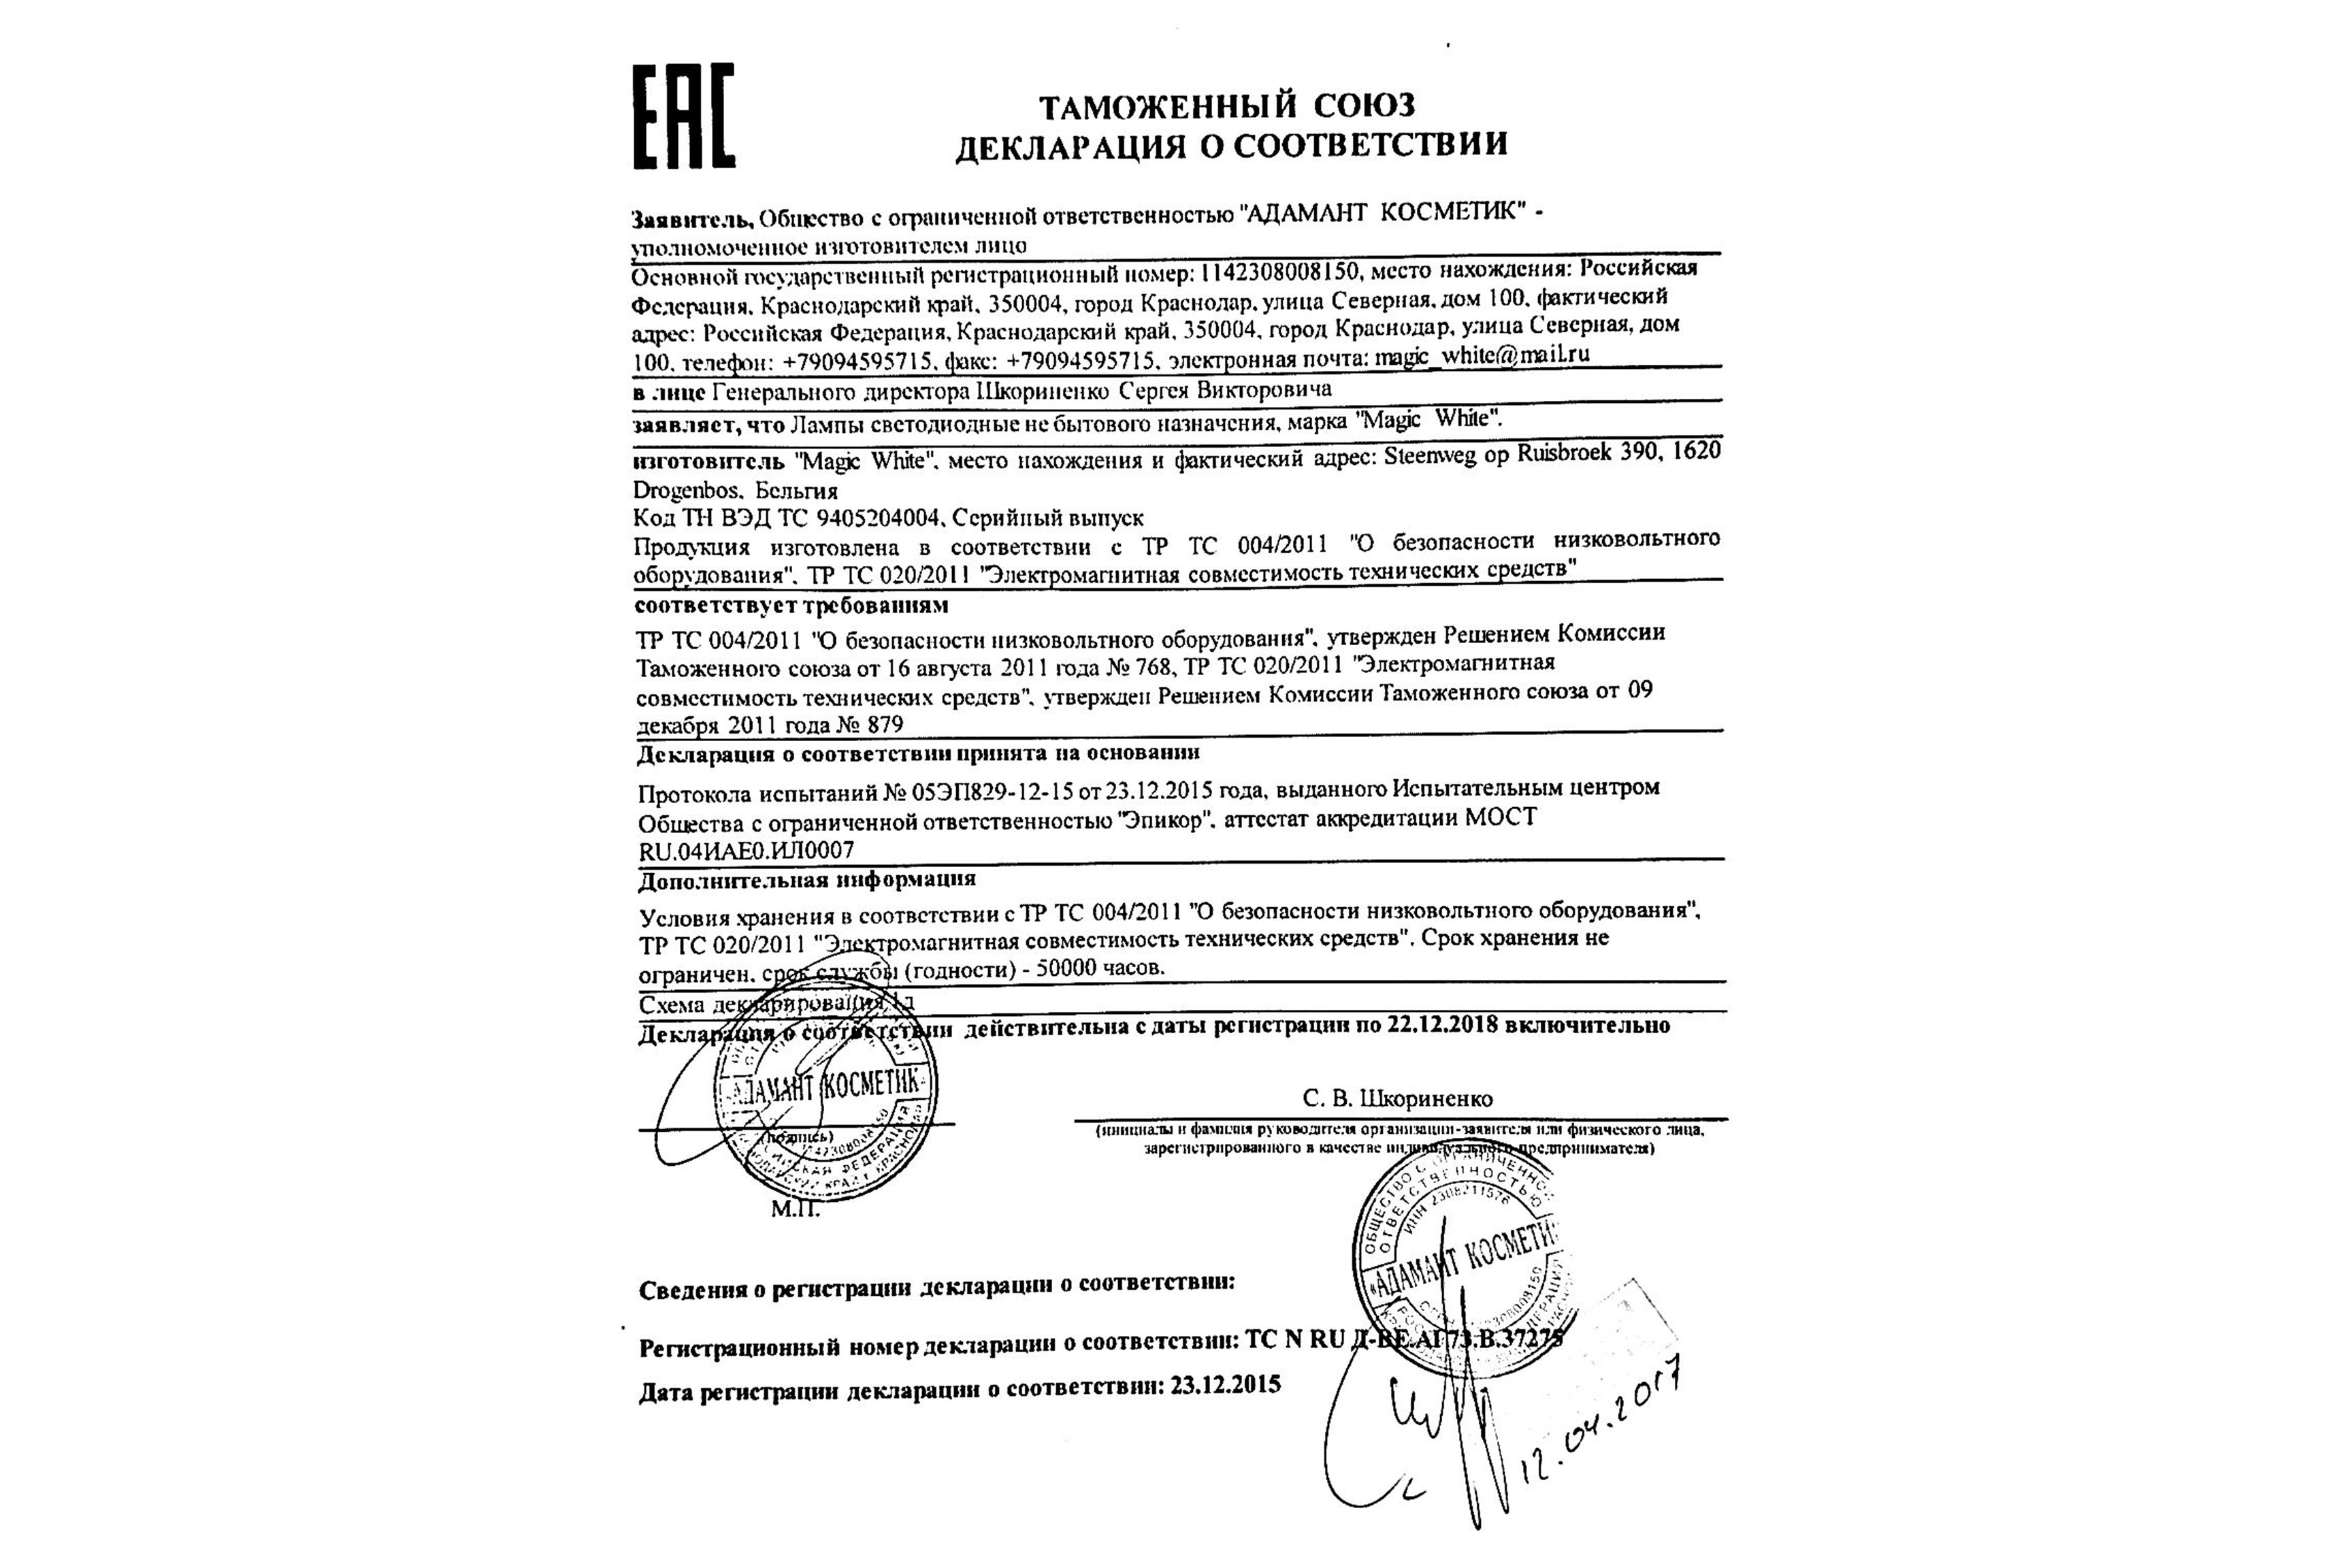 ЕАС
ТАМОЖЕННЫЙ СОЮЗ
ДЕКЛАРАЦИЯ О СООТВЕТСТВИИ
Заявитель, Общество с ограниченной ответственностью "АДАМАНТ КОСМЕТИК" -
уполномоченное изготовителем лицо
Основной государственный регистрационный номер: 1142308008150, место нахождения: Российская
Федерация, Краснодарский край, 350004, город Краснодар, улица Северная, дом 100, фактический
адрес: Российская Федерация, Краснодарский край, 350004, город Краснодар, улица Северная, дом
100, телефон: +79094595715, факс: +79094595715, электронная почта: magic_white@mail.ru
в лице Генерального директора Шкориненко Сергея Викторовича
заявляет, что Лампы светодиодные не бытового назначения, марка "Magic White".
изготовитель "Magic White", место нахождения и фактический адрес: Steenweg op Ruisbroek 390, 1620
Drogenbos, Бельгия
Код ТН ВЭД ТС 9405204004, Серийный выпуск
Продукция изготовлена в соответствии с ТР ТС 004/2011 "О безопасности низковольтного
оборудования", ТР ТС 020/2011 "Электромагнитная совместимость технических средств"
соответствует требованиям
ТР ТС 004/2011 "О безопасности низковольтного оборудования", утвержден Решением Комиссии
Таможенного союза от 16 августа 2011 года № 768, ТР ТС 020/2011 "Электромагнитная
совместимость технических средств", утвержден Решением Комиссии Таможенного союза от 09
декабря 2011 года № 879
Декларация о соответствии принята на основании
Протокола испытаний № 05ЭП829-12-15 от 23.12.2015 года, выданного Испытательным центром
Общества с ограниченной ответственностью "Эпикор", аттестат аккредитации МОСТ
RU.04ИАЕ0.ИЛ0007
Дополнительная информация
Условия хранения в соответствии с ТР ТС 004/2011 "О безопасности низковольтного оборудования",
ТР ТС 020/2011 "Электромагнитная совместимость технических средств". Срок хранения не
ограничен, срок службы (годности) - 50000 часов.
Схема декларирования 1д
Декларация о соответствии действительна с даты регистрации по 22.12.2018 включительно
АДАМАНТ КОСМЕТИК
С. В. Шкориненко
(подпись)
(инициалы и фамилия руководителя организации-заявителя или физического лица,
зарегистрированного в качестве индивидуального предпринимателя)
М.П.
ОБЩЕСТВО С ОГРАНИЧЕННОЙ
ОТВЕТСТВЕННОСТЬЮ
ИНН 2308211576
«АДАМАНТ КОСМЕТИ
Сведения о регистрации декларации о соответствии:
Регистрационный номер декларации о соответствии: ТС N RU Д-BE.АГ73.В.37275
Дата регистрации декларации о соответствии: 23.12.2015
12.04.2017